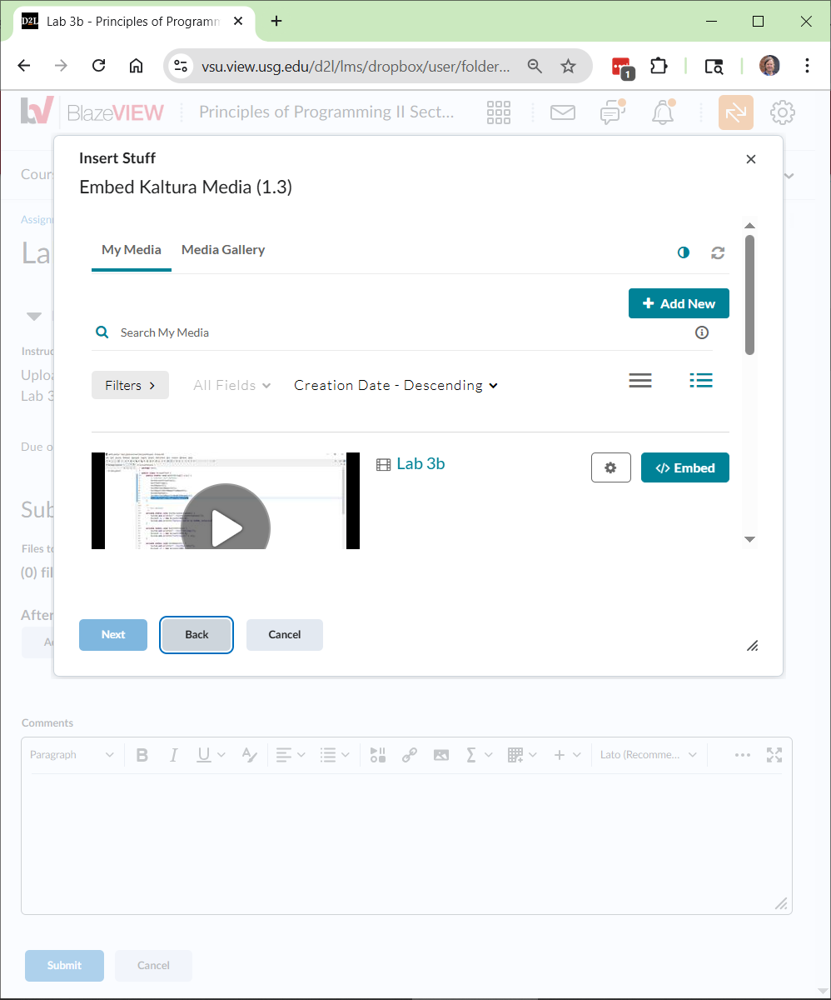 D2L Lab 3b - Principles of Programm
vsu.view.usg.edu/d2l/lms/dropbox/user/folder...
1
BlazeVIEW Principles of Programming II Sect...
Cour
Insert Stuff
Embed Kaltura Media (1.3)
Assign
La
My Media Media Gallery
Add New
Search My Media
Instruc
Uploa
Lab 3
Filters All Fields Creation Date - Descending
Due o
Lab 3b
</> Embed
Sub
Files to
(0) fil
After
Next Back Cancel
Comments
Paragraph B I U Lato (Recomme...
Submit Cancel